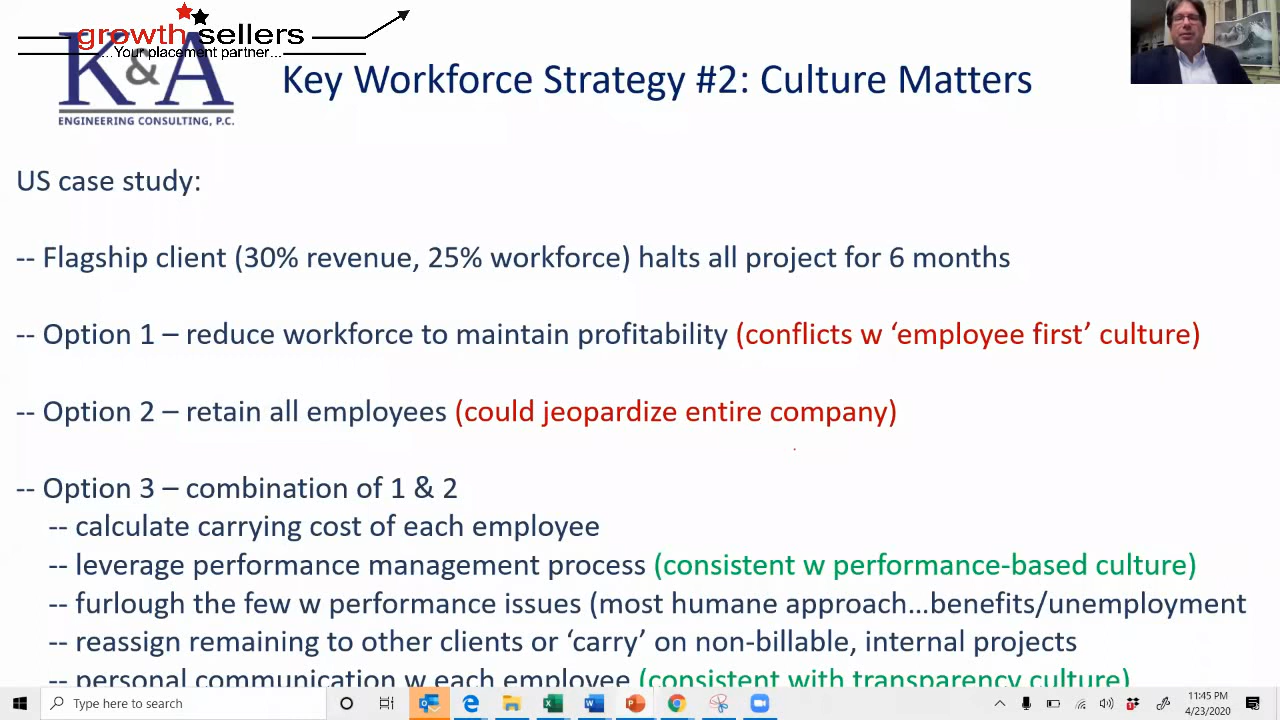 growth sellers
...Your placement partner...
K&A
ENGINEERING CONSULTING, P.C.
Key Workforce Strategy #2: Culture Matters
US case study:
-- Flagship client (30% revenue, 25% workforce) halts all project for 6 months
-- Option 1 – reduce workforce to maintain profitability (conflicts w ‘employee first’ culture)
-- Option 2 – retain all employees (could jeopardize entire company)
-- Option 3 – combination of 1 & 2
-- calculate carrying cost of each employee
-- leverage performance management process (consistent w performance-based culture)
-- furlough the few w performance issues (most humane approach...benefits/unemployment
-- reassign remaining to other clients or ‘carry’ on non-billable, internal projects
-- personal communication w each employee (consistent with transparency culture)
Type here to search
11:45 PM
4/23/2020